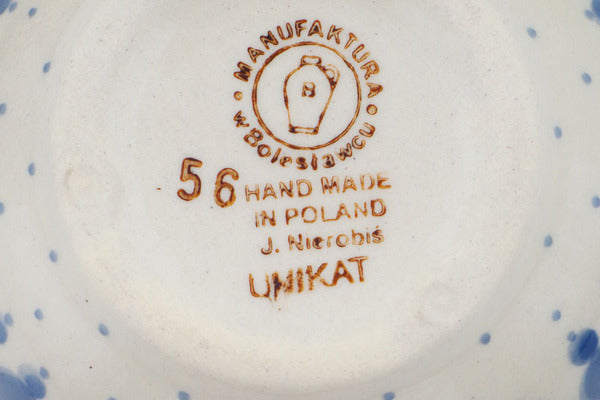 MANUFAKTURA
w Bolesławcu
B
56
HAND MADE
IN POLAND
J. Nierobiś
UNIKAT